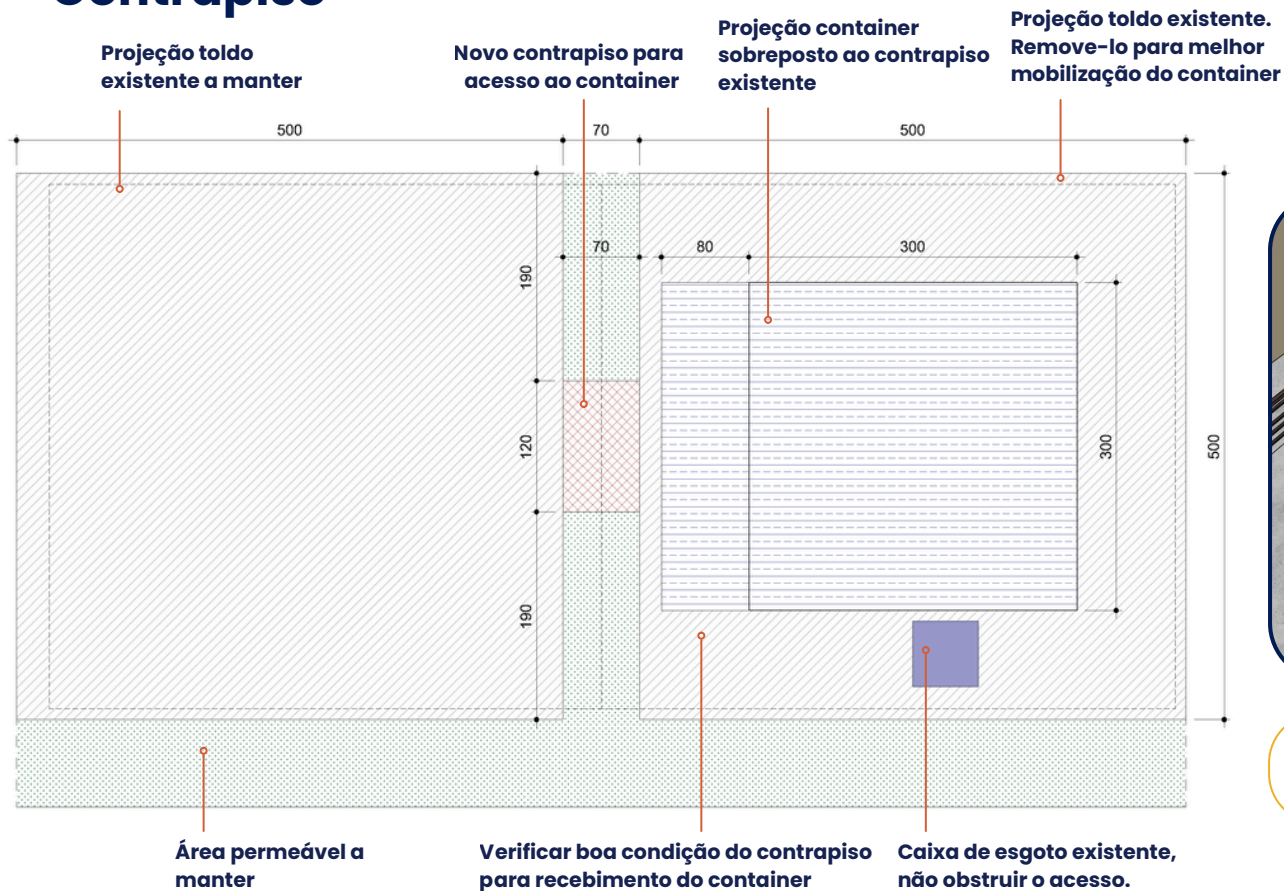 Contrapiso
Projeção toldo
existente a manter
Novo contrapiso para
acesso ao container
Projeção container
sobreposto ao contrapiso
existente
Projeção toldo existente.
Remove-lo para melhor
mobilização do container
500
70
500
70
80
300
190
120
190
300
500
Área permeável a
manter
Verificar boa condição do contrapiso
para recebimento do container
Caixa de esgoto existente,
não obstruir o acesso.